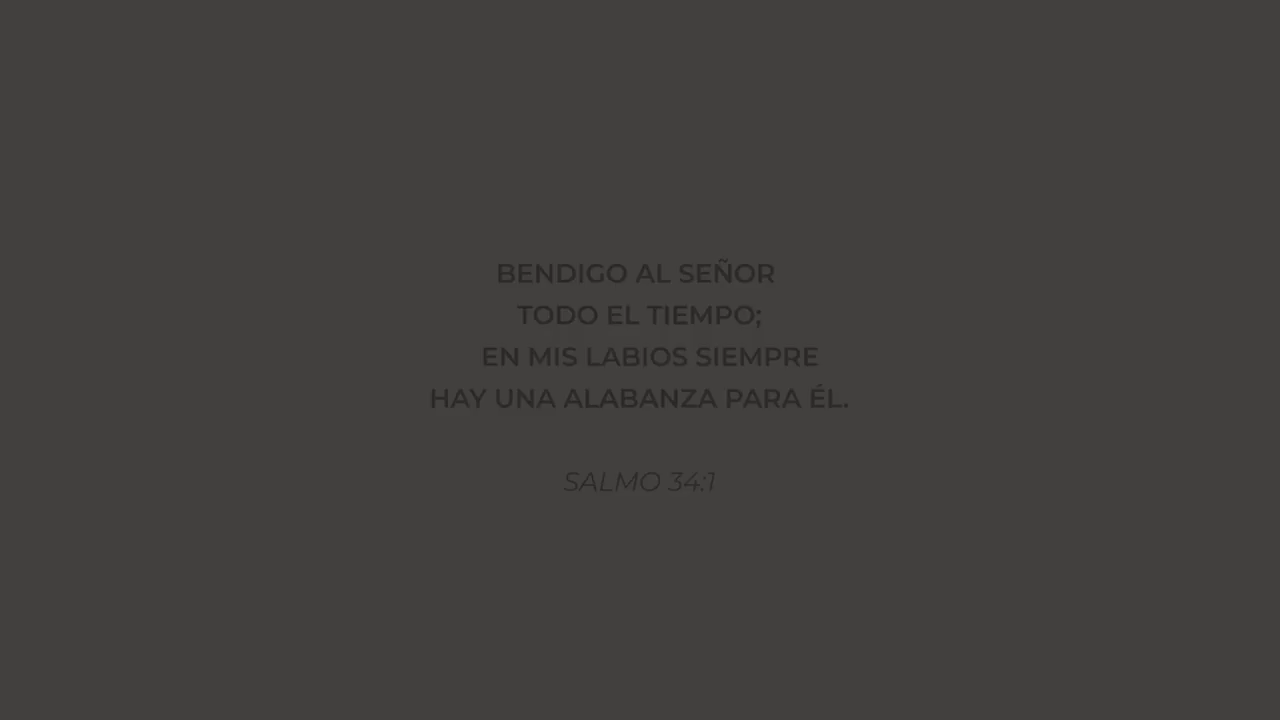 BENDIGO AL SEÑOR
TODO EL TIEMPO;
EN MIS LABIOS SIEMPRE
HAY UNA ALABANZA PARA ÉL.
SALMO 34:1